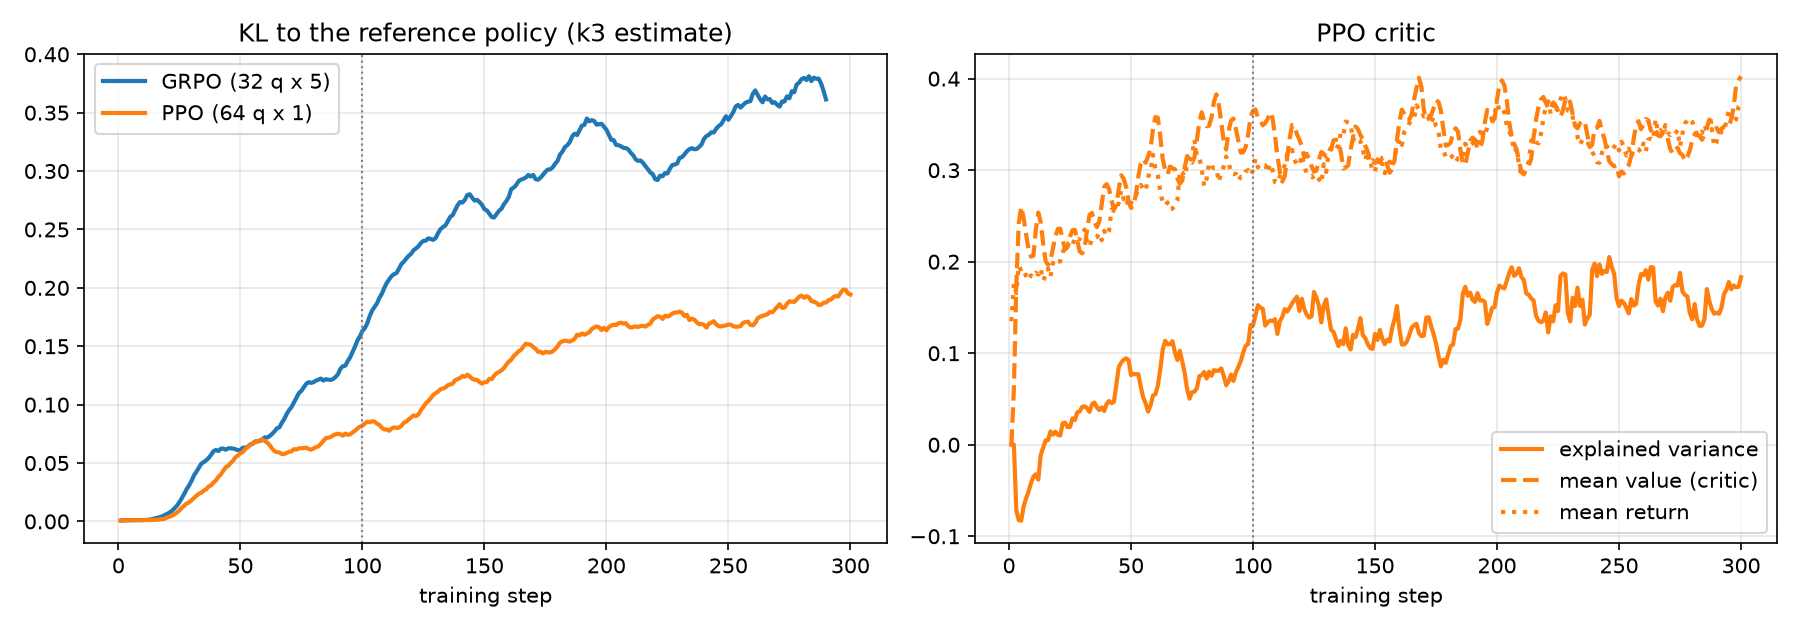 KL to the reference policy (k3 estimate)
0.40
0.35
0.30
0.25
0.20
0.15
0.10
0.05
0.00
GRPO (32 q x 5)
PPO (64 q x 1)
0 50 100 150 200 250 300
training step
PPO critic
0.4
0.3
0.2
0.1
0.0
−0.1
explained variance
mean value (critic)
mean return
0 50 100 150 200 250 300
training step